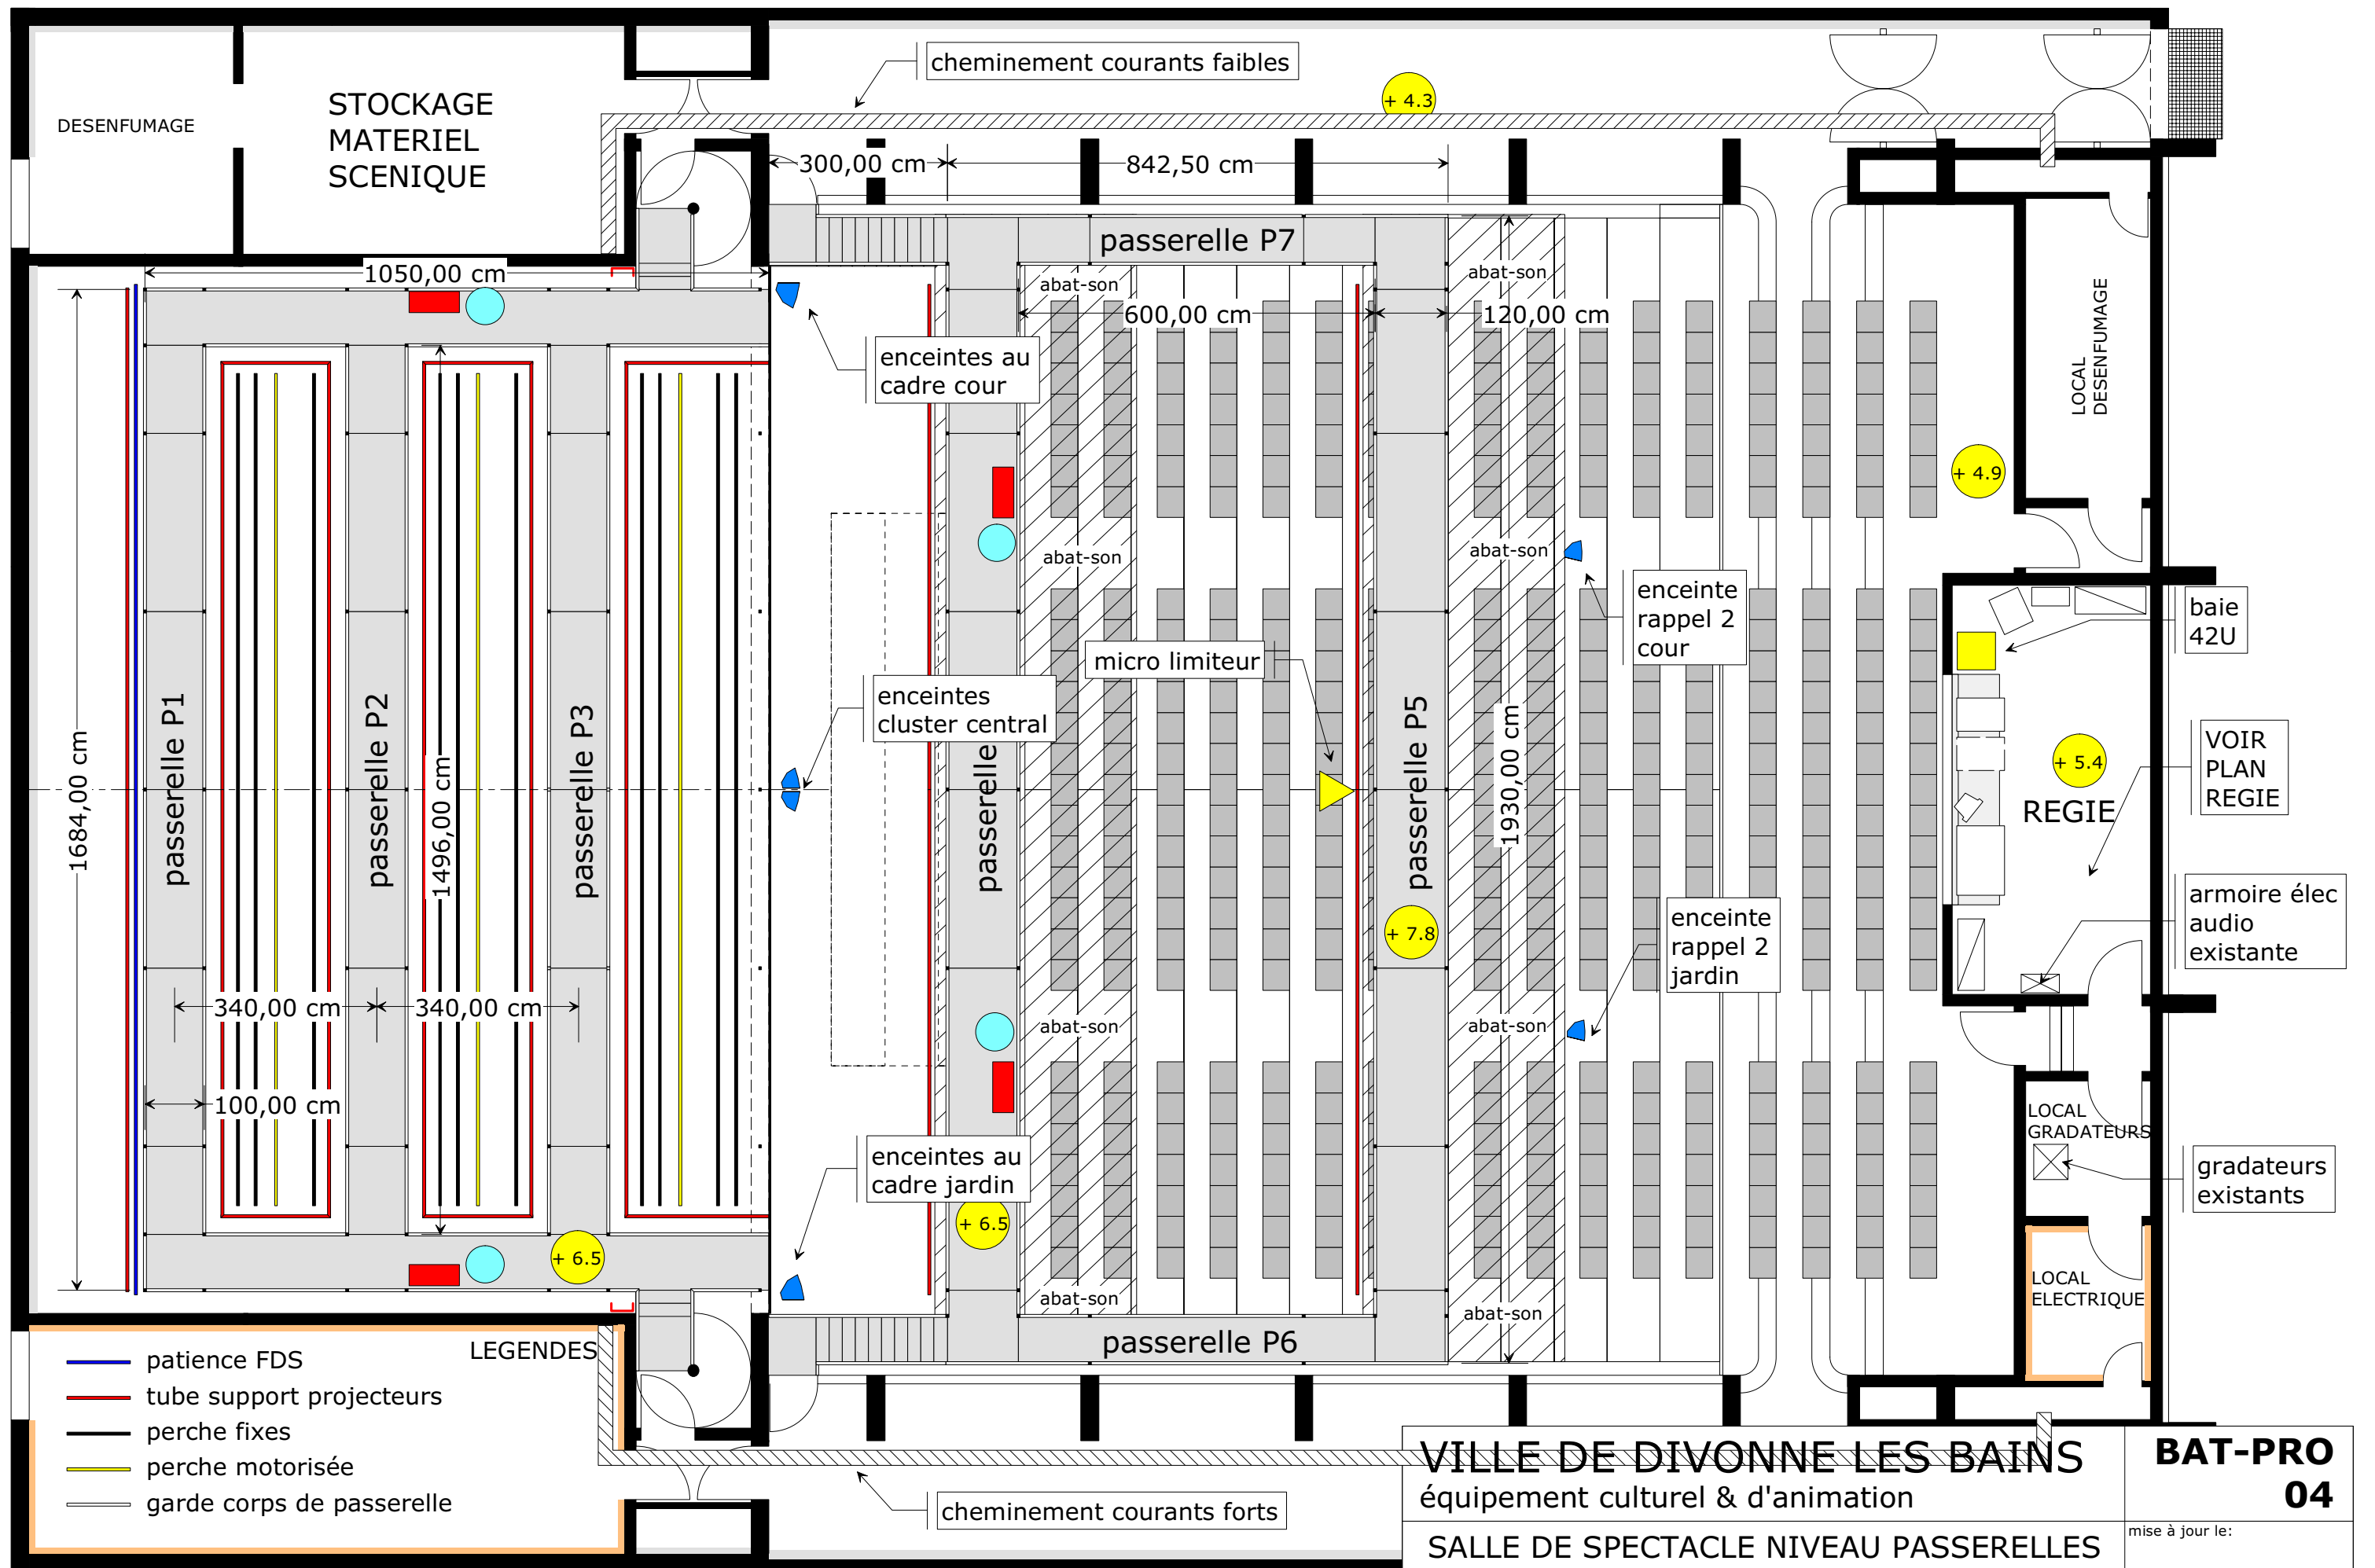 cheminement courants faibles
+ 4.3
STOCKAGE
MATERIEL
SCENIQUE
DESENFUMAGE
300,00 cm
842,50 cm
passerelle P7
1050,00 cm
abat-son
abat-son
600,00 cm
120,00 cm
enceintes au
cadre cour
LOCAL
DESENFUMAGE
+ 4.9
abat-son
abat-son
enceinte
rappel 2
cour
baie
42U
micro limiteur
enceintes
cluster central
passerelle P1
passerelle P2
passerelle P3
passerelle
passerelle P5
1684,00 cm
1496,00 cm
1930,00 cm
+ 5.4
REGIE
VOIR
PLAN
REGIE
armoire élec
audio
existante
+ 7.8
enceinte
rappel 2
jardin
340,00 cm
340,00 cm
abat-son
abat-son
100,00 cm
LOCAL
GRADATEURS
gradateurs
existants
enceintes au
cadre jardin
+ 6.5
+ 6.5
LOCAL
ELECTRIQUE
abat-son
abat-son
passerelle P6
LEGENDES
patience FDS
tube support projecteurs
perche fixes
perche motorisée
garde corps de passerelle
cheminement courants forts
VILLE DE DIVONNE LES BAINS
équipement culturel & d'animation
SALLE DE SPECTACLE NIVEAU PASSERELLES
BAT-PRO
04
mise à jour le: